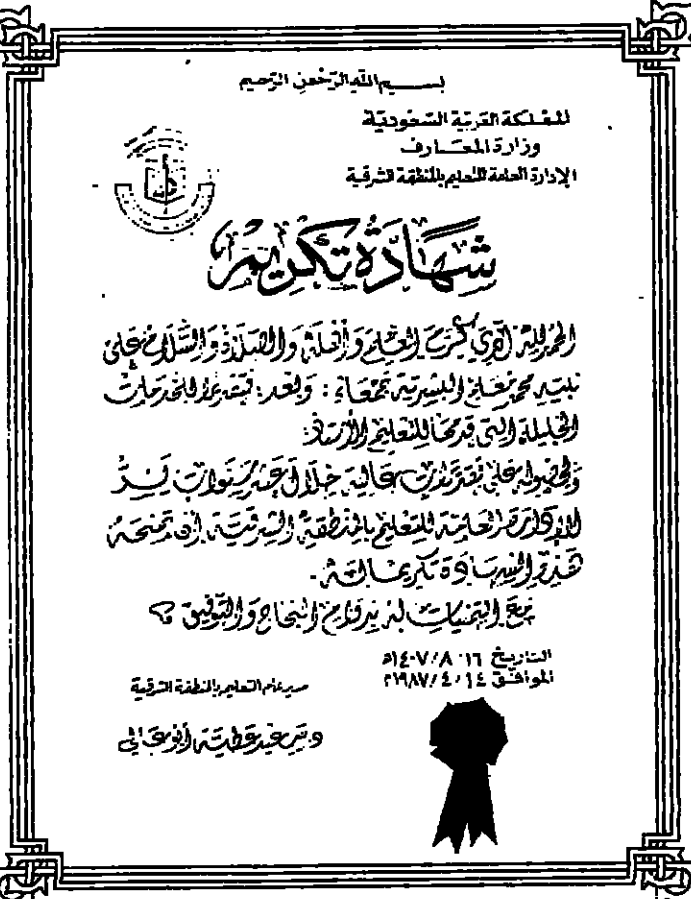 بسم الله الرحمن الرحيم
المملكة العربية السعودية
وزارة المعارف
الإدارة العامة للتعليم بالمنطقة الشرقية
شهادة تكريم
الحمد لله الذي كرم العلم وأهله والصلاة والسلام على
نبيه محمد معلم البشرية جمعاء : وبعد : فتقديرا للخدمات
الجليلة التي قدمها للتعليم الأستاذ :
ولحصوله على تقديرات عالية خلال عشر سنوات يسر
الإدارة العامة للتعليم بالمنطقة الشرقية أن تمنحه
هذه الشهادة تكريما له .
مع التمنيات له بدوام النجاح والتوفيق
التاريخ ١٦ / ٨ / ١٤٠٧هـ
الموافق ١٤ / ٤ / ١٩٨٧م
مدير عام التعليم بالمنطقة الشرقية
د. سعيد عطية أبو عالي